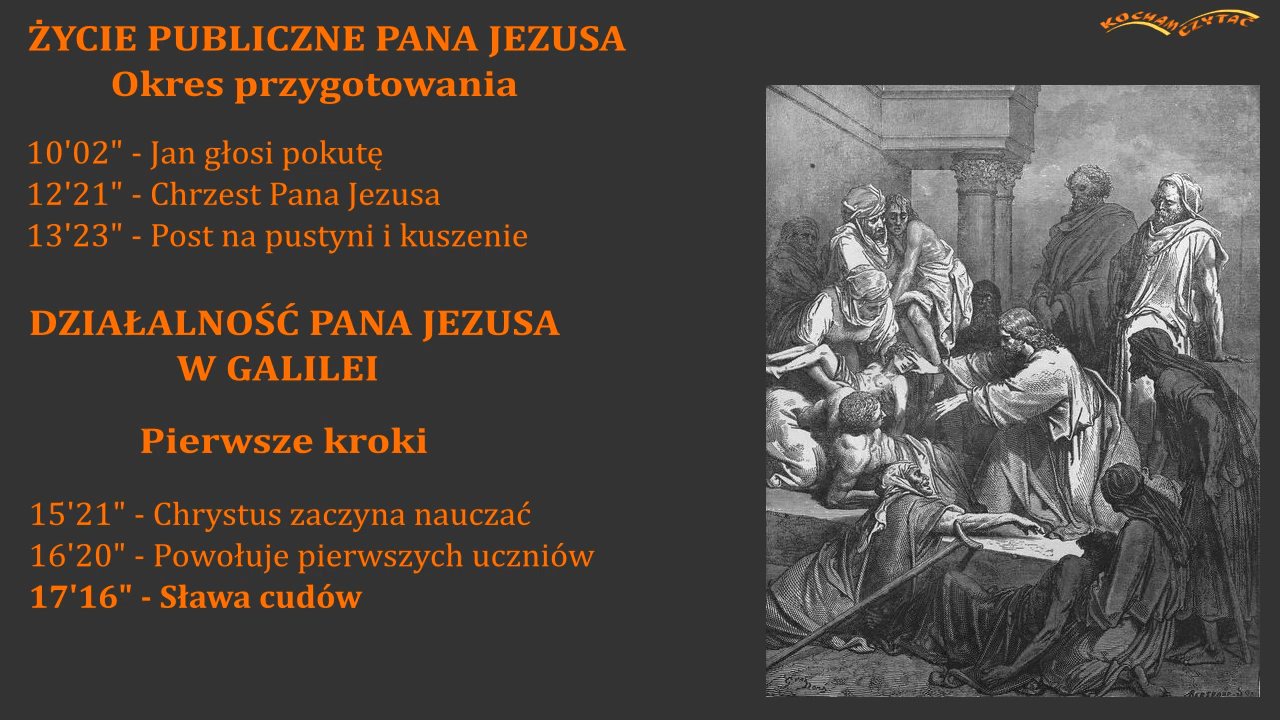 ŻYCIE PUBLICZNE PANA JEZUSA
Okres przygotowania
10'02" - Jan głosi pokutę
12'21" - Chrzest Pana Jezusa
13'23" - Post na pustyni i kuszenie
DZIAŁALNOŚĆ PANA JEZUSA
W GALILEI
Pierwsze kroki
15'21" - Chrystus zaczyna nauczać
16'20" - Powołuje pierwszych uczniów
17'16" - Sława cudów
KOCHAM CZYTAĆ